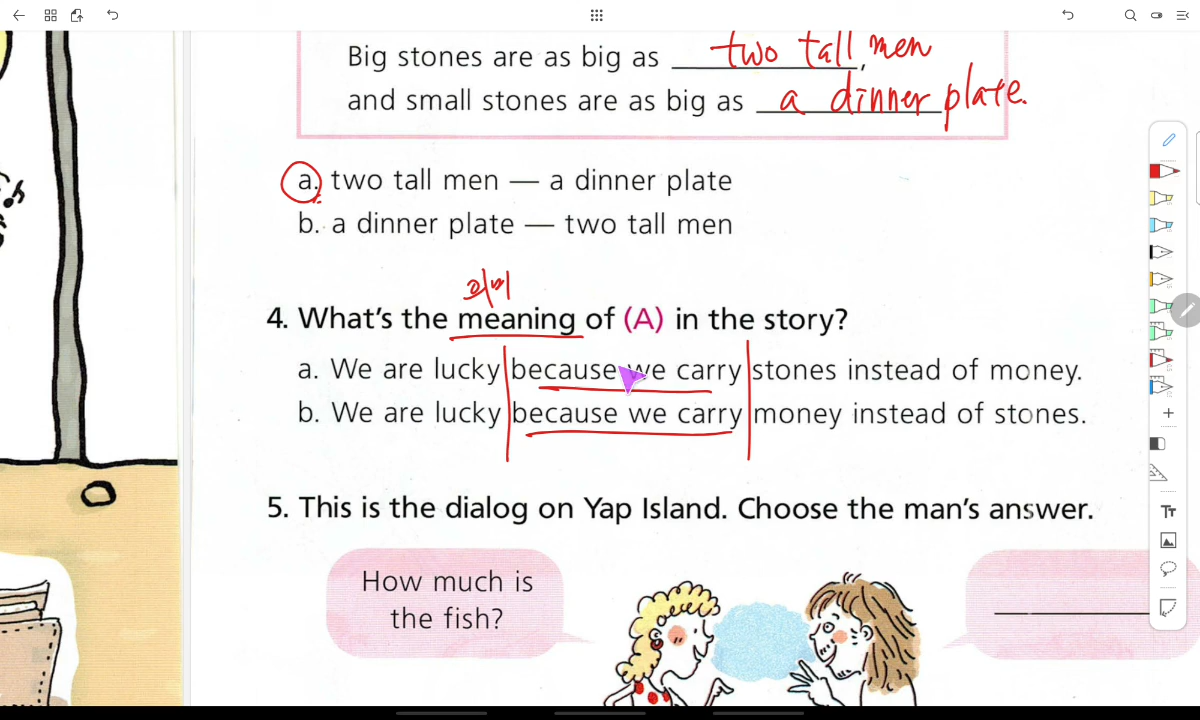 Big stones are as big as two tall men
and small stones are as big as a dinner plate.
a. two tall men — a dinner plate
b. a dinner plate — two tall men
의미
4. What's the meaning of (A) in the story?
a. We are lucky because we carry stones instead of money.
b. We are lucky because we carry money instead of stones.
5. This is the dialog on Yap Island. Choose the man's answer.
How much is
the fish?
Tт